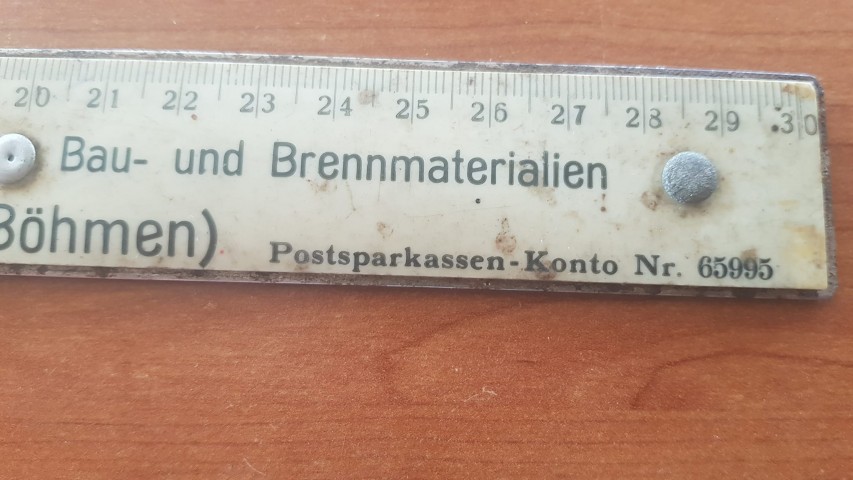 20 21 22 23 24 25 26 27 28 29 30
Bau- und Brennmaterialien
Böhmen)
Postsparkassen-Konto Nr. 65995